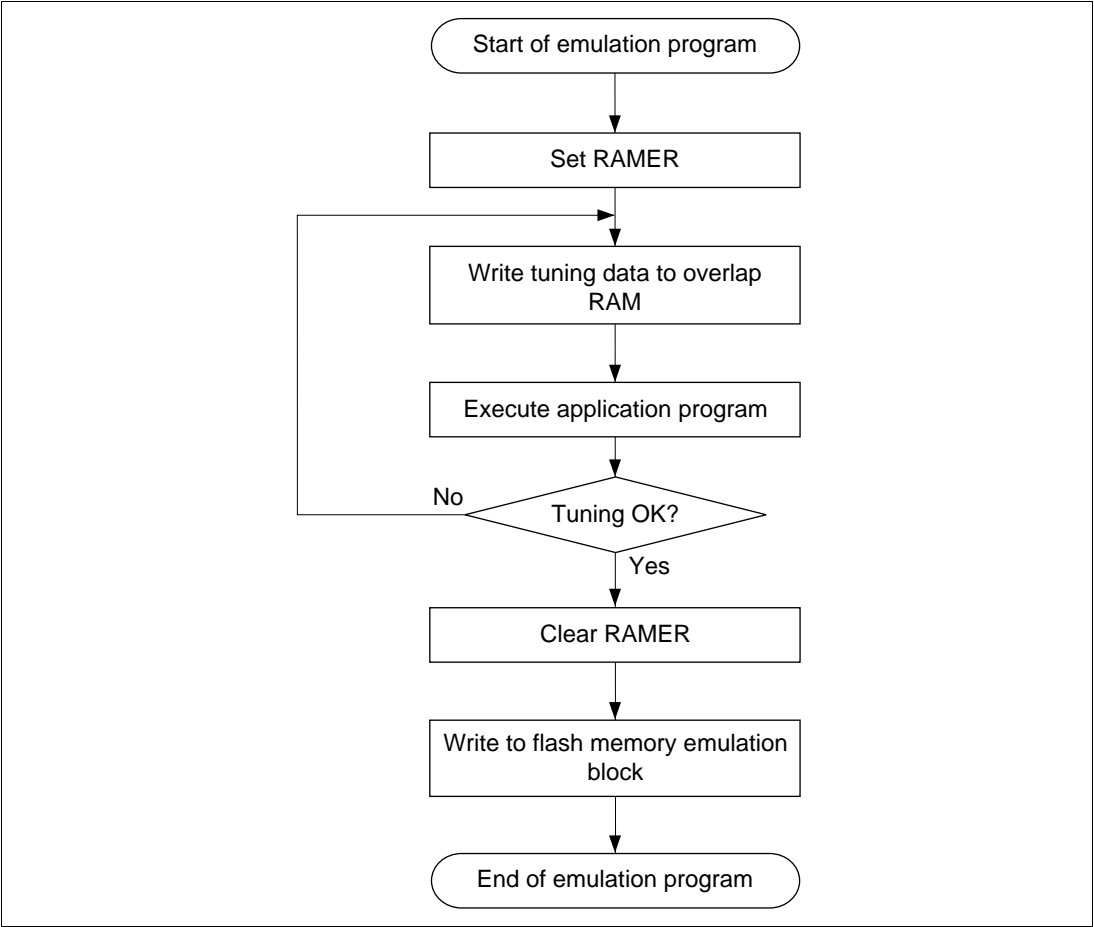 Start of emulation program
Set RAMER
Write tuning data to overlap
RAM
Execute application program
No
Tuning OK?
Yes
Clear RAMER
Write to flash memory emulation
block
End of emulation program